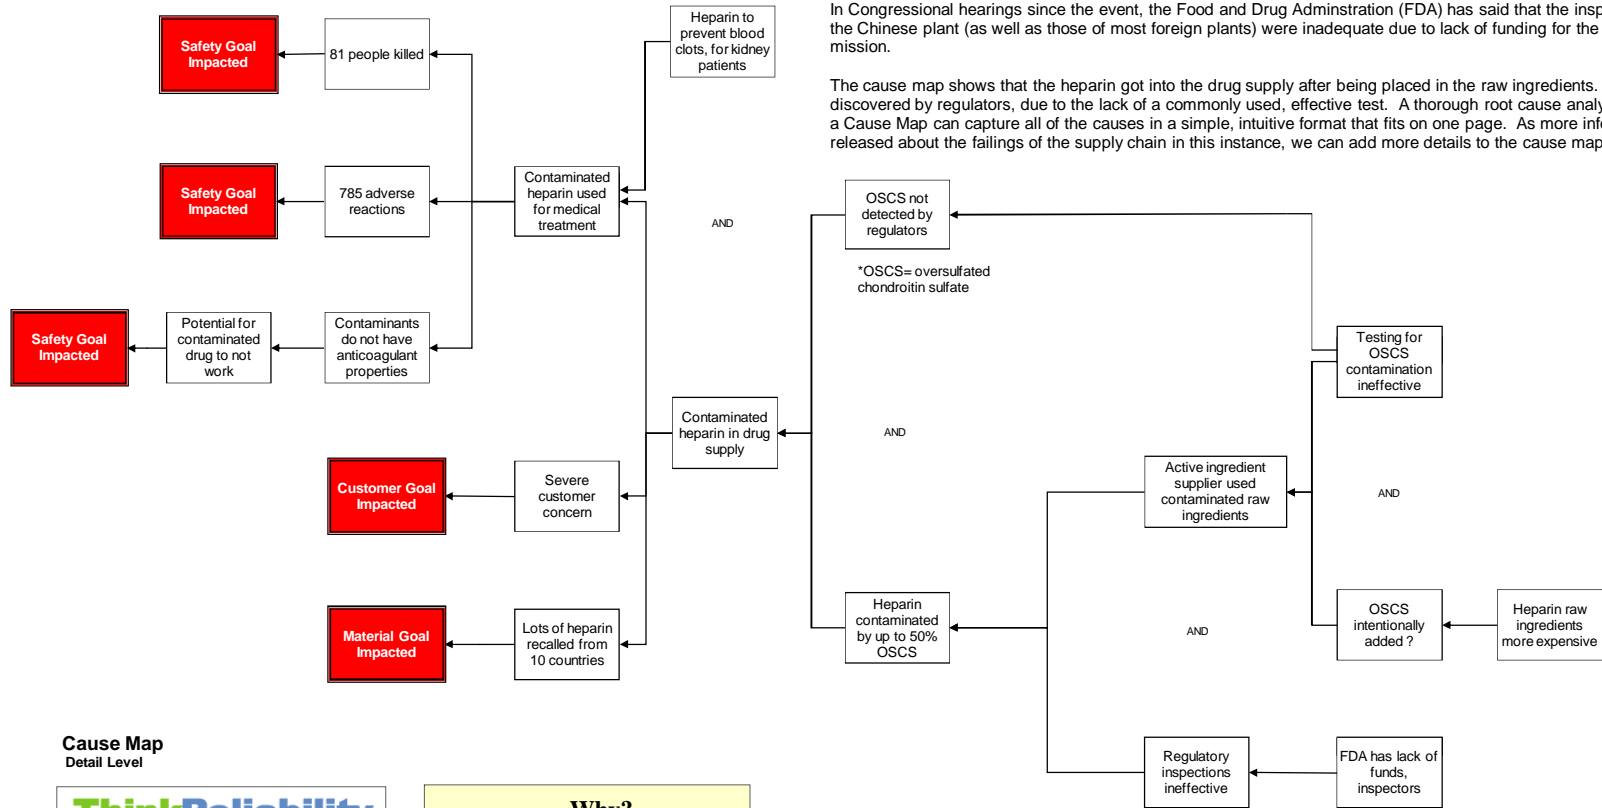 In Congressional hearings since the event, the Food and Drug Adminstration (FDA) has said that the
the Chinese plant (as well as those of most foreign plants) were inadequate due to lack of funding for the
mission.
The cause map shows that the heparin got into the drug supply after being placed in the raw ingredients.
discovered by regulators, due to the lack of a commonly used, effective test. A thorough root cause
a Cause Map can capture all of the causes in a simple, intuitive format that fits on one page. As more
released about the failings of the supply chain in this instance, we can add more details to the cause map
Safety Goal
Impacted
81 people killed
Heparin to
prevent blood
clots, for kidney
patients
Safety Goal
Impacted
785 adverse
reactions
Contaminated
heparin used
for medical
treatment
AND
OSCS not
detected by
regulators
*OSCS= oversulfated
chondroitin sulfate
Safety Goal
Impacted
Potential for
contaminated
drug to not
work
Contaminants
do not have
anticoagulant
properties
Testing for
OSCS
contamination
ineffective
Contaminated
heparin in drug
supply
AND
Customer Goal
Impacted
Severe
customer
concern
Active ingredient
supplier used
contaminated raw
ingredients
AND
Material Goal
Impacted
Lots of heparin
recalled from
10 countries
Heparin
contaminated
by up to 50%
OSCS
AND
OSCS
intentionally
added ?
Heparin raw
ingredients
more expensive
Regulatory
inspections
ineffective
FDA has lack of
funds,
inspectors
Cause Map
Detail Level
ThinkReliability
Why?